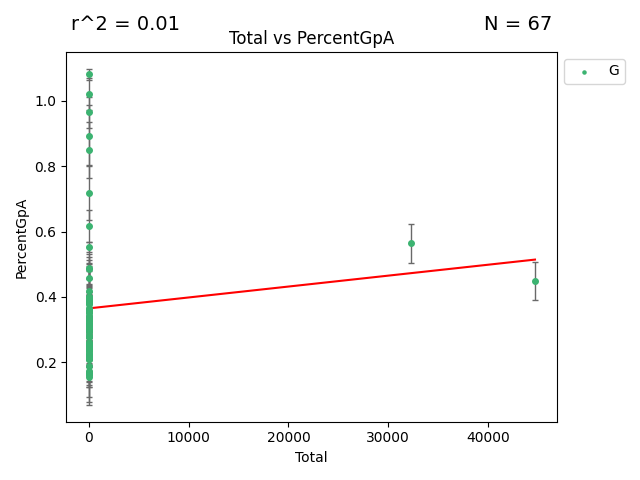 r^2 = 0.01
N = 67
Total vs PercentGpA
G
PercentGpA
1.0
0.8
0.6
0.4
0.2
0
10000
20000
30000
40000
Total